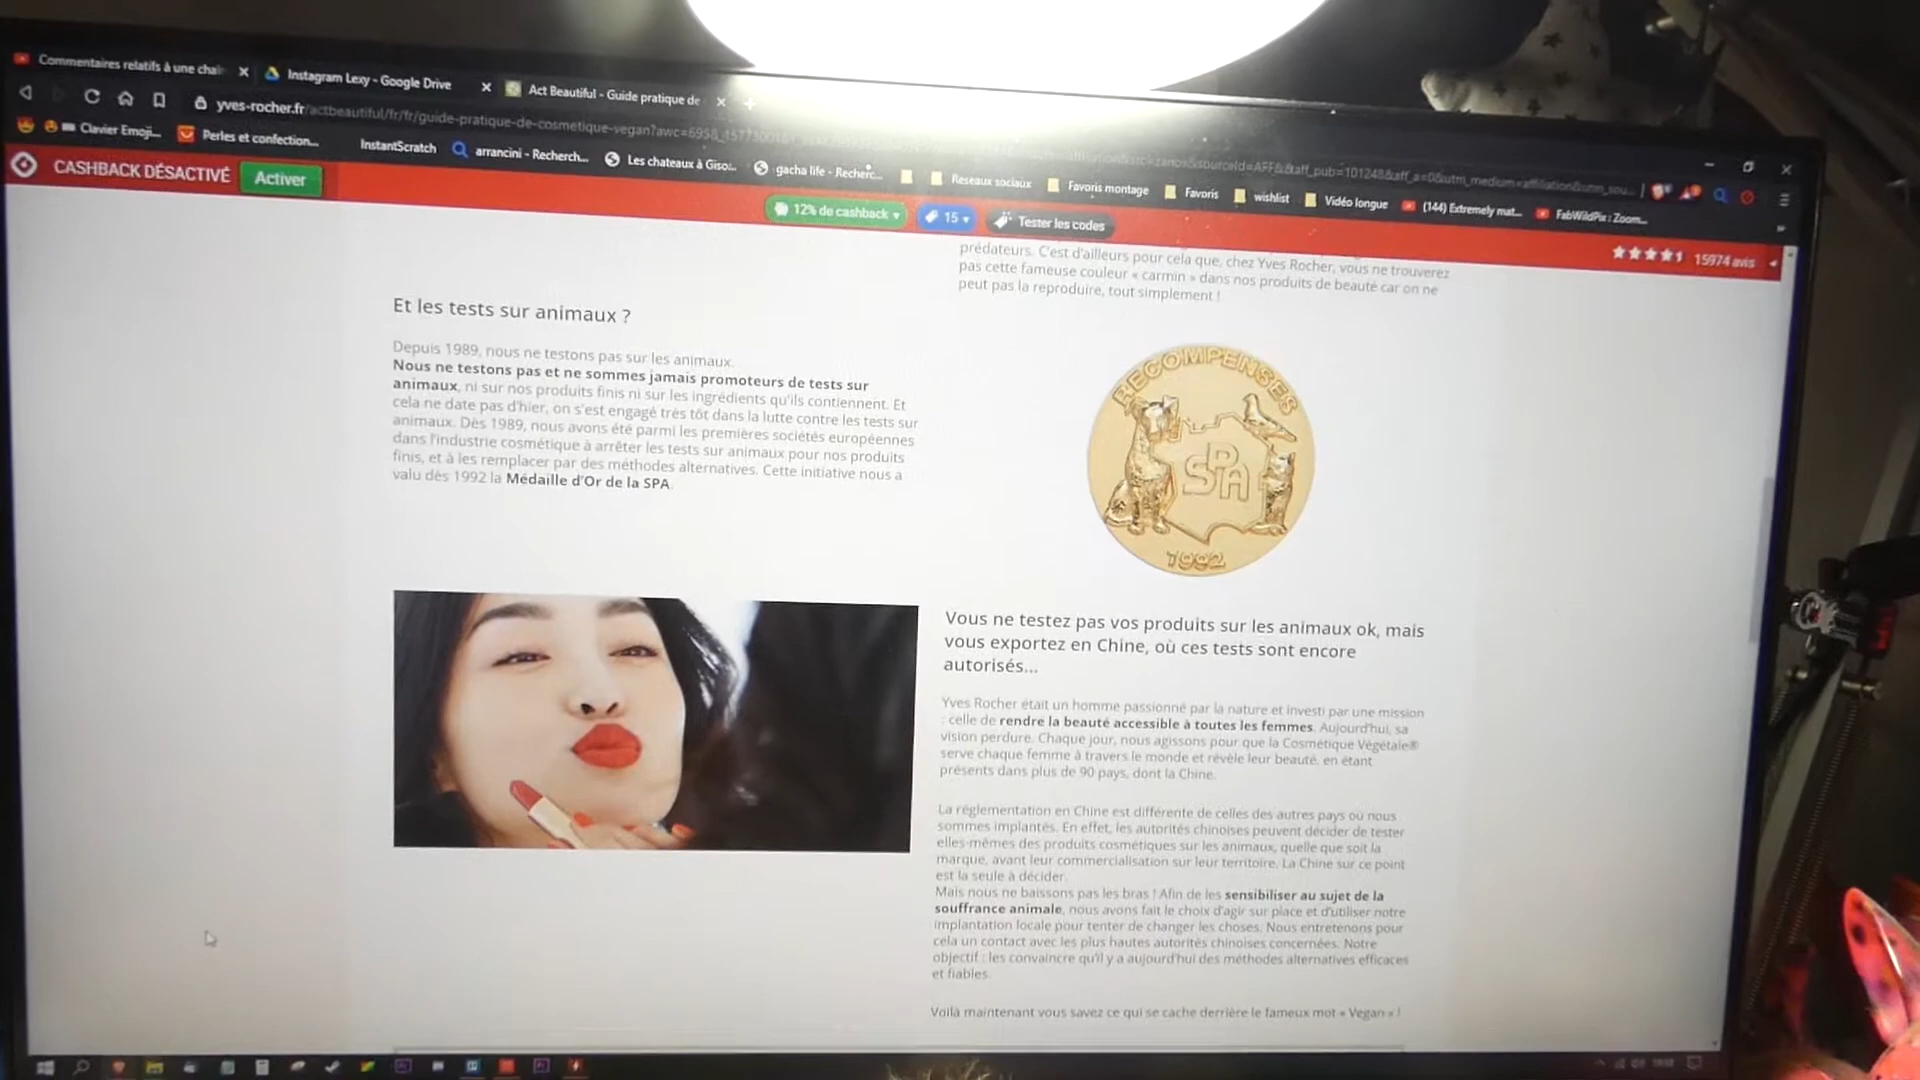 Commentaires relatifs à une chaî
Instagram Lexy - Google Drive
Act Beautiful - Guide pratique de
yves-rocher.fr/actbeautiful/fr/fr/guide-pratique-de-cosmetique-vegan?awc=6958_15773001
sourceId=AFF&aff_pub=101248&aff_a=0&utm_medium=affiliation&utm_sou...
Clavier Emoji...
Perles et confection...
InstantScratch
arrancini - Recherch...
Les chateaux à Giso...
gacha life - Recherc...
Reseaux sociaux
Favoris montage
Favoris
wishlist
Vidéo longue
(144) Extremely mat...
FabWildPix : Zoom...
CASHBACK DÉSACTIVÉ
Activer
12% de cashback
15
Tester les codes
15974 avis
prédateurs. C'est d'ailleurs pour cela que, chez Yves Rocher, vous ne trouverez
pas cette fameuse couleur « carmin » dans nos produits de beauté car on ne
peut pas la reproduire, tout simplement !
Et les tests sur animaux ?
Depuis 1989, nous ne testons pas sur les animaux.
Nous ne testons pas et ne sommes jamais promoteurs de tests sur
animaux, ni sur nos produits finis ni sur les ingrédients qu'ils contiennent. Et
cela ne date pas d'hier, on s'est engagé très tôt dans la lutte contre les tests sur
animaux. Dès 1989, nous avons été parmi les premières sociétés européennes
dans l'industrie cosmétique à arrêter les tests sur animaux pour nos produits
finis, et à les remplacer par des méthodes alternatives. Cette initiative nous a
valu dès 1992 la Médaille d'Or de la SPA.
RECOMPENSES
SPA
1992
Vous ne testez pas vos produits sur les animaux ok, mais
vous exportez en Chine, où ces tests sont encore
autorisés...
Yves Rocher était un homme passionné par la nature et investi par une mission
: celle de rendre la beauté accessible à toutes les femmes. Aujourd'hui, sa
vision perdure. Chaque jour, nous agissons pour que la Cosmétique Végétale®
serve chaque femme à travers le monde et révèle leur beauté, en étant
présents dans plus de 90 pays, dont la Chine.
La réglementation en Chine est différente de celles des autres pays où nous
sommes implantés. En effet, les autorités chinoises peuvent décider de tester
elles-mêmes des produits cosmétiques sur les animaux, quelle que soit la
marque, avant leur commercialisation sur leur territoire. La Chine sur ce point
est la seule à décider.
Mais nous ne baissons pas les bras ! Afin de les sensibiliser au sujet de la
souffrance animale, nous avons fait le choix d'agir sur place et d'utiliser notre
implantation locale pour tenter de changer les choses. Nous entretenons pour
cela un contact avec les plus hautes autorités chinoises concernées. Notre
objectif : les convaincre qu'il y a aujourd'hui des méthodes alternatives efficaces
et fiables.
Voilà maintenant vous savez ce qui se cache derrière le fameux mot « Vegan » !